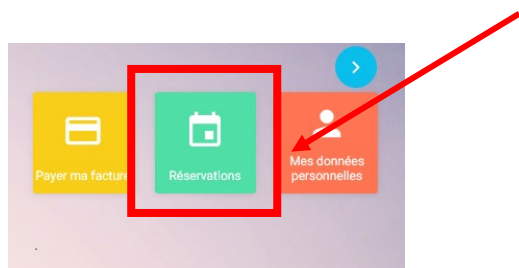 Payer ma facture
Réservations
Mes données
personnelles
.